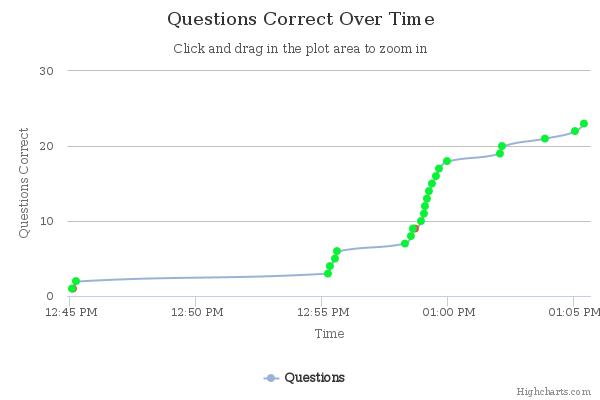 Questions Correct Over Time
Click and drag in the plot area to zoom in
Questions Correct
30
20
10
0
12:45 PM 12:50 PM 12:55 PM 01:00 PM 01:05 PM
Time
Questions
Highcharts.com